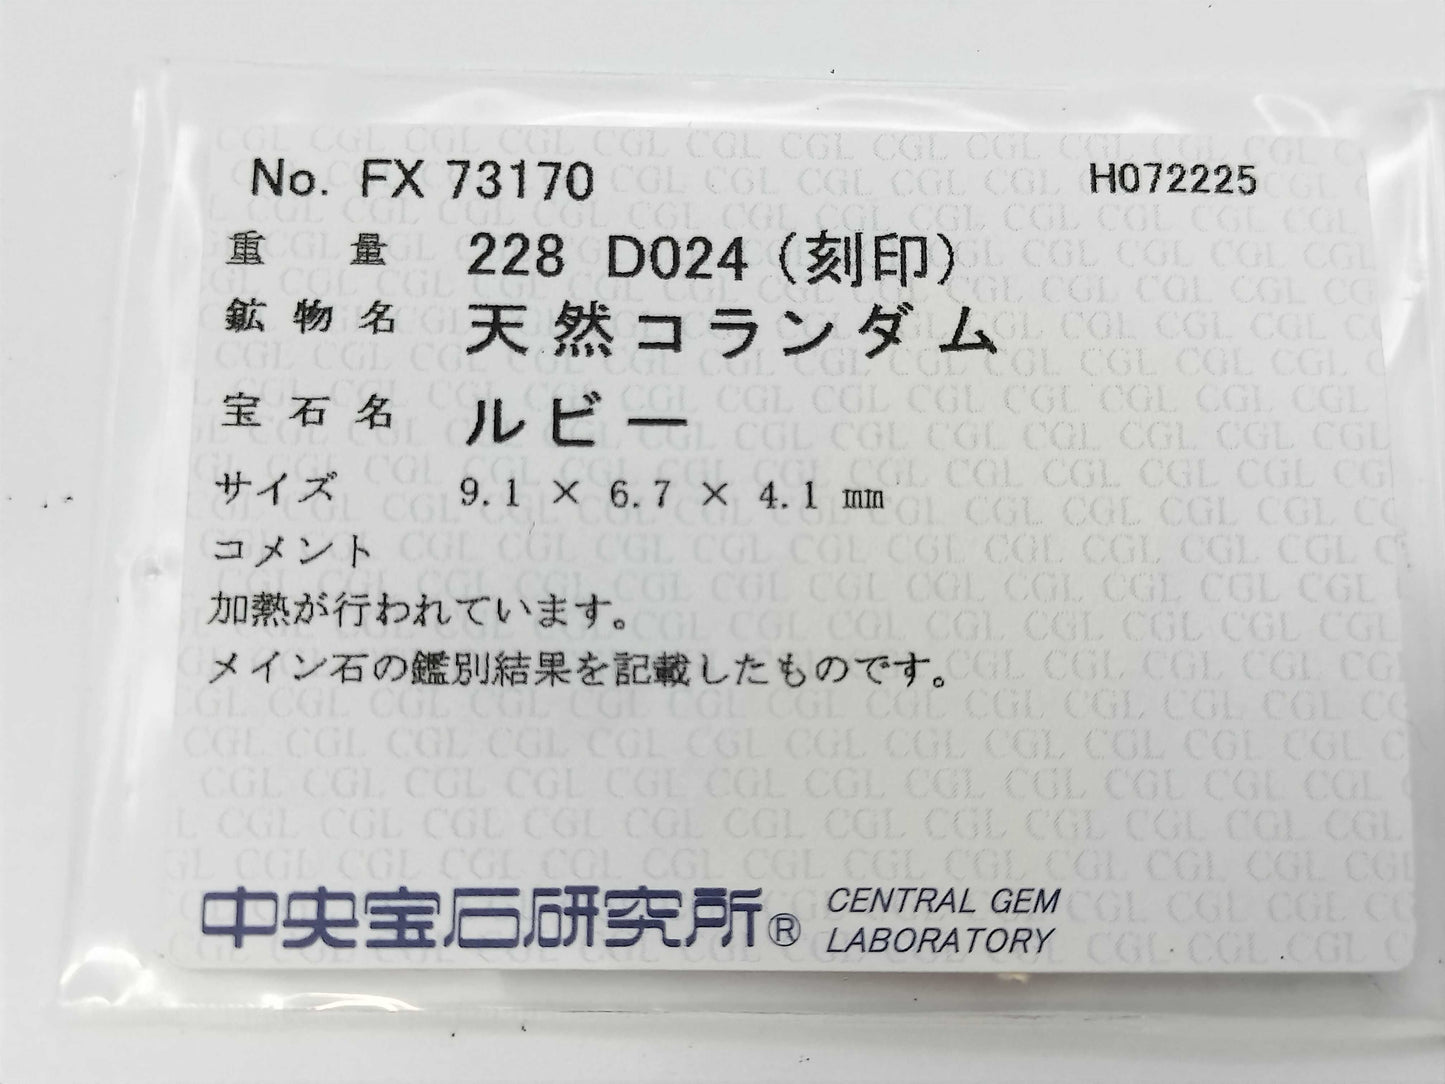 No. FX 73170 H072225
重量 228 D024 (刻印)
鉱物名 天然コランダム
宝石名 ルビー
サイズ 9.1 × 6.7 × 4.1 mm
コメント
加熱が行われています。
メイン石の鑑別結果を記載したものです。
中央宝石研究所® CENTRAL GEM
LABORATORY